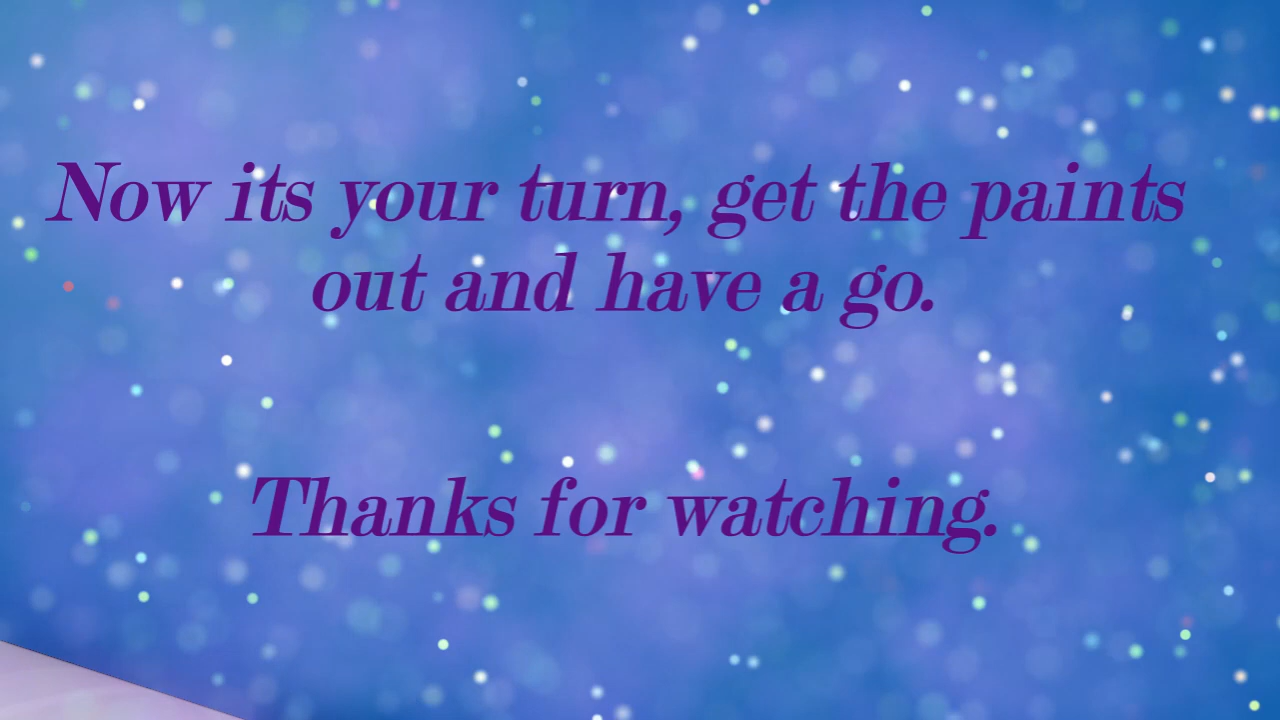 Now its your turn, get the paints
out and have a go.
Thanks for watching.